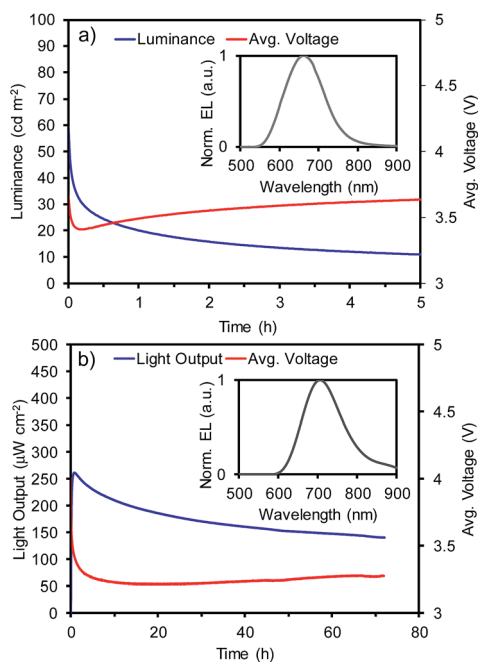 a)
Luminance
Avg. Voltage
Luminance (cd m-2)
100
90
80
70
60
50
40
30
20
10
0
5
4.5
4
3.5
3
Avg. Voltage (V)
Norm. EL (a.u.)
1
0
500 600 700 800 900
Wavelength (nm)
0 1 2 3 4 5
Time (h)
b)
Light Output
Avg. Voltage
Light Output (μW cm-2)
500
450
400
350
300
250
200
150
100
50
0
5
4.5
4
3.5
3
Avg. Voltage (V)
Norm. EL (a.u.)
1
0
500 600 700 800 900
Wavelength (nm)
0 20 40 60 80
Time (h)